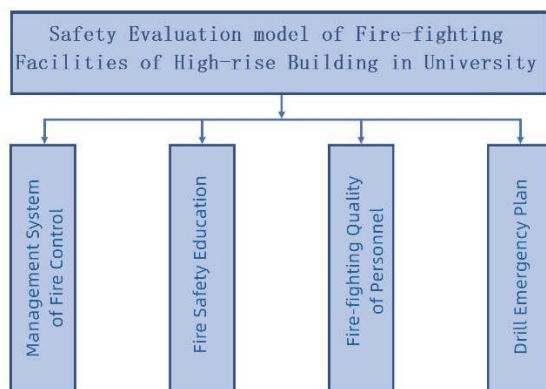 Safety Evaluation model of Fire-fighting
Facilities of High-rise Building in University
Management System
of Fire Control
Fire Safety Education
Fire-fighting Quality
of Personnel
Drill Emergency Plan